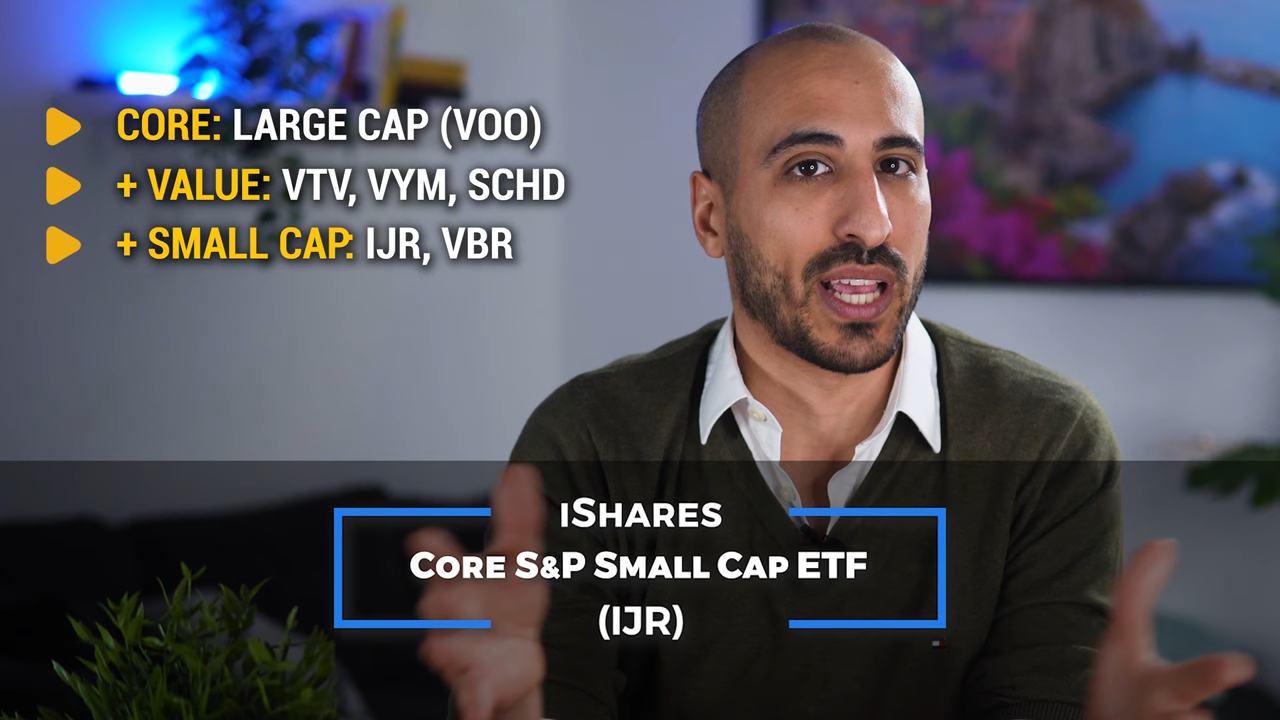 CORE: LARGE CAP (VOO)
+ VALUE: VTV, VYM, SCHD
+ SMALL CAP: IJR, VBR
iShares
Core S&P Small Cap ETF
(IJR)